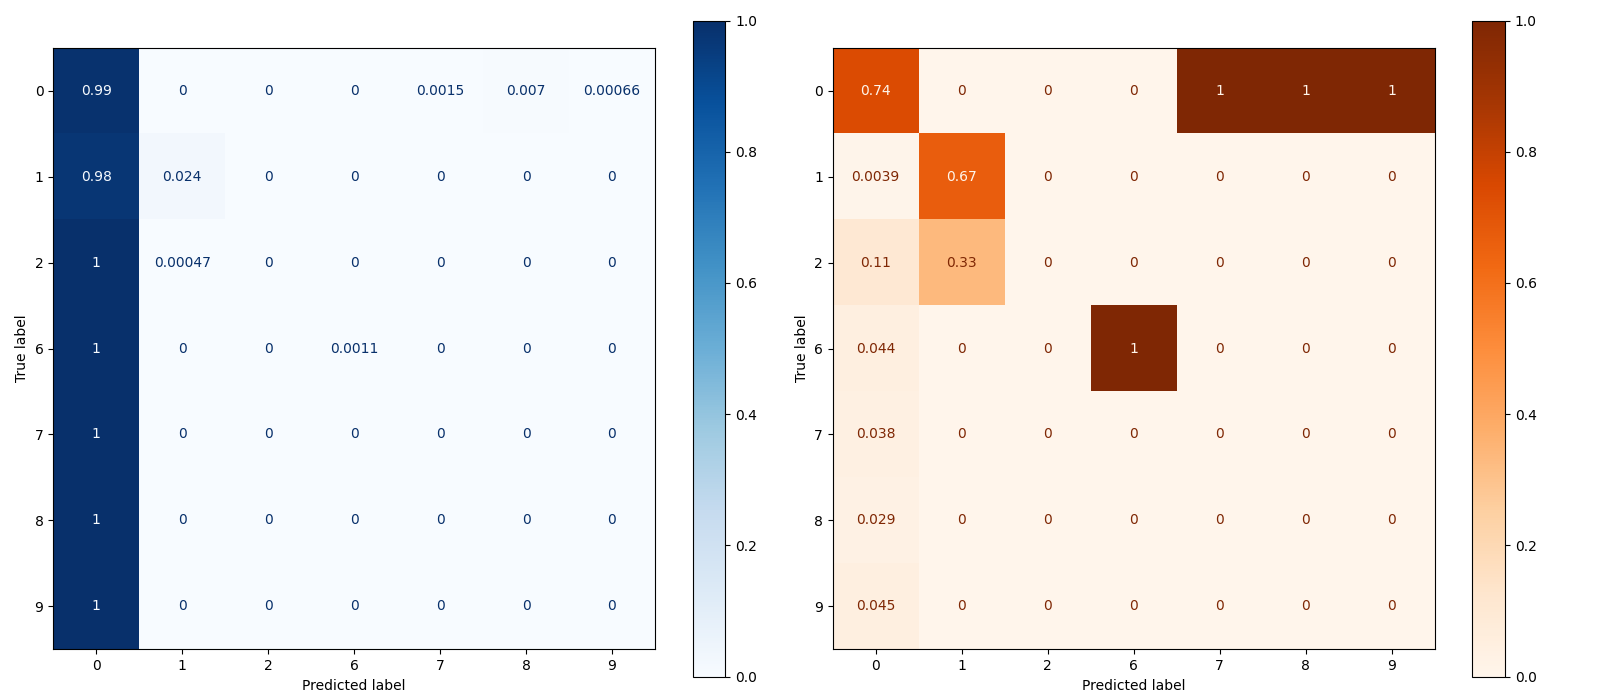 0 0.99 0 0 0 0.0015 0.007 0.00066
1 0.98 0.024 0 0 0 0 0
2 1 0.00047 0 0 0 0 0
6 1 0 0 0.0011 0 0 0
7 1 0 0 0 0 0 0
8 1 0 0 0 0 0 0
9 1 0 0 0 0 0 0
0 1 2 6 7 8 9
True label
Predicted label
1.0
0.8
0.6
0.4
0.2
0.0
0 0.74 0 0 0 1 1 1
1 0.0039 0.67 0 0 0 0 0
2 0.11 0.33 0 0 0 0 0
6 0.044 0 0 1 0 0 0
7 0.038 0 0 0 0 0 0
8 0.029 0 0 0 0 0 0
9 0.045 0 0 0 0 0 0
0 1 2 6 7 8 9
True label
Predicted label
1.0
0.8
0.6
0.4
0.2
0.0